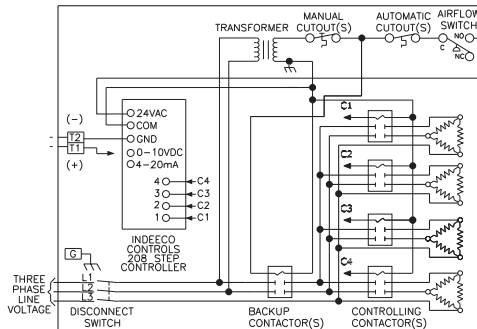 TRANSFORMER
MANUAL
CUTOUT(S)
AUTOMATIC
CUTOUT(S)
AIRFLOW
SWITCH
NO
C
NC
24VAC
COM
GND
0-10VDC
4-20mA
(-)
T2
T1
(+)
4
C4
3
C3
2
C2
1
C1
INDEECO
CONTROLS
208 STEP
CONTROLLER
C1
C2
C3
C4
G
THREE
PHASE
LINE
VOLTAGE
L1
L2
L3
DISCONNECT
SWITCH
BACKUP
CONTACTOR(S)
CONTROLLING
CONTACTOR(S)